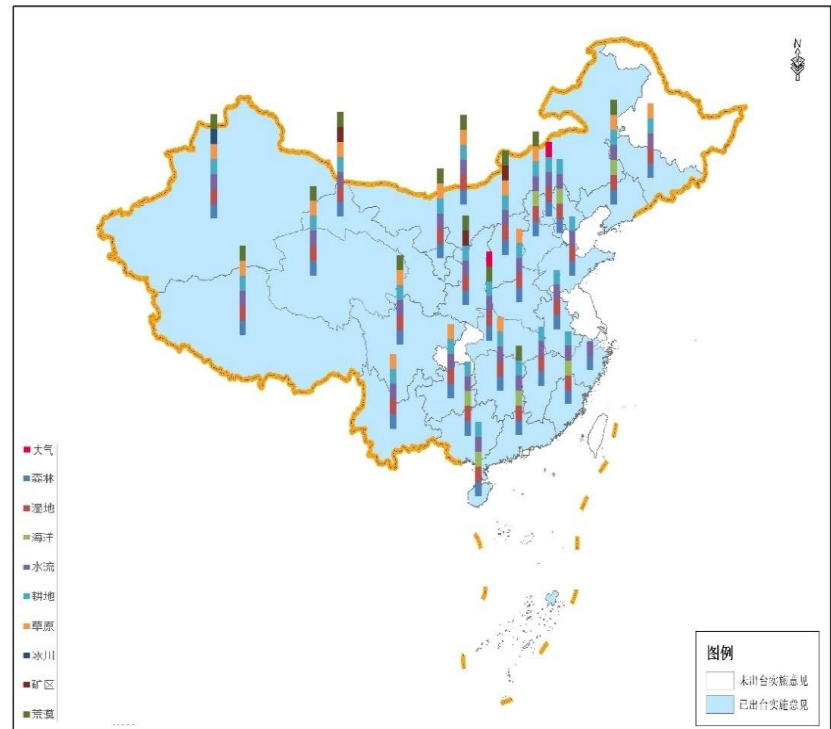 N
大气
森林
湿地
海洋
水流
耕地
草原
冰川
矿区
荒漠
图例
未出台实施意见
已出台实施意见